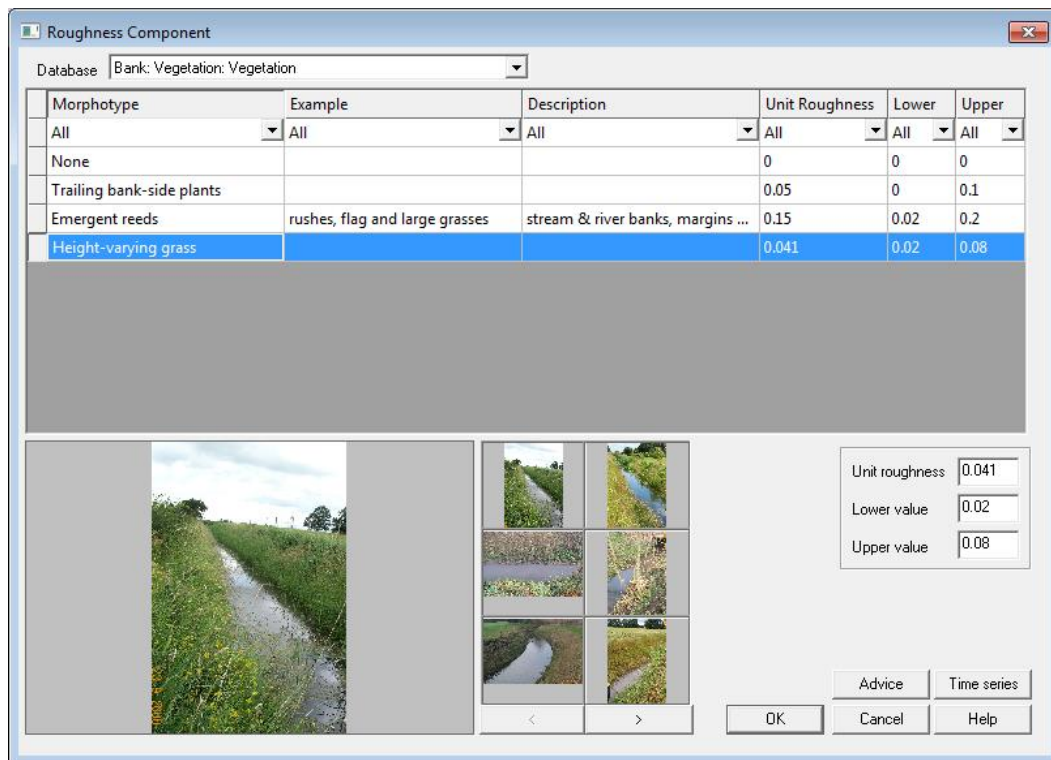 Roughness Component
Database Bank: Vegetation: Vegetation
Morphotype Example Description Unit Roughness Lower Upper
All All All All All All
None 0 0 0
Trailing bank-side plants 0.05 0 0.1
Emergent reeds rushes, flag and large grasses stream & river banks, margins ... 0.15 0.02 0.2
Height-varying grass 0.041 0.02 0.08
Unit roughness 0.041
Lower value 0.02
Upper value 0.08
Advice Time series
< > OK Cancel Help